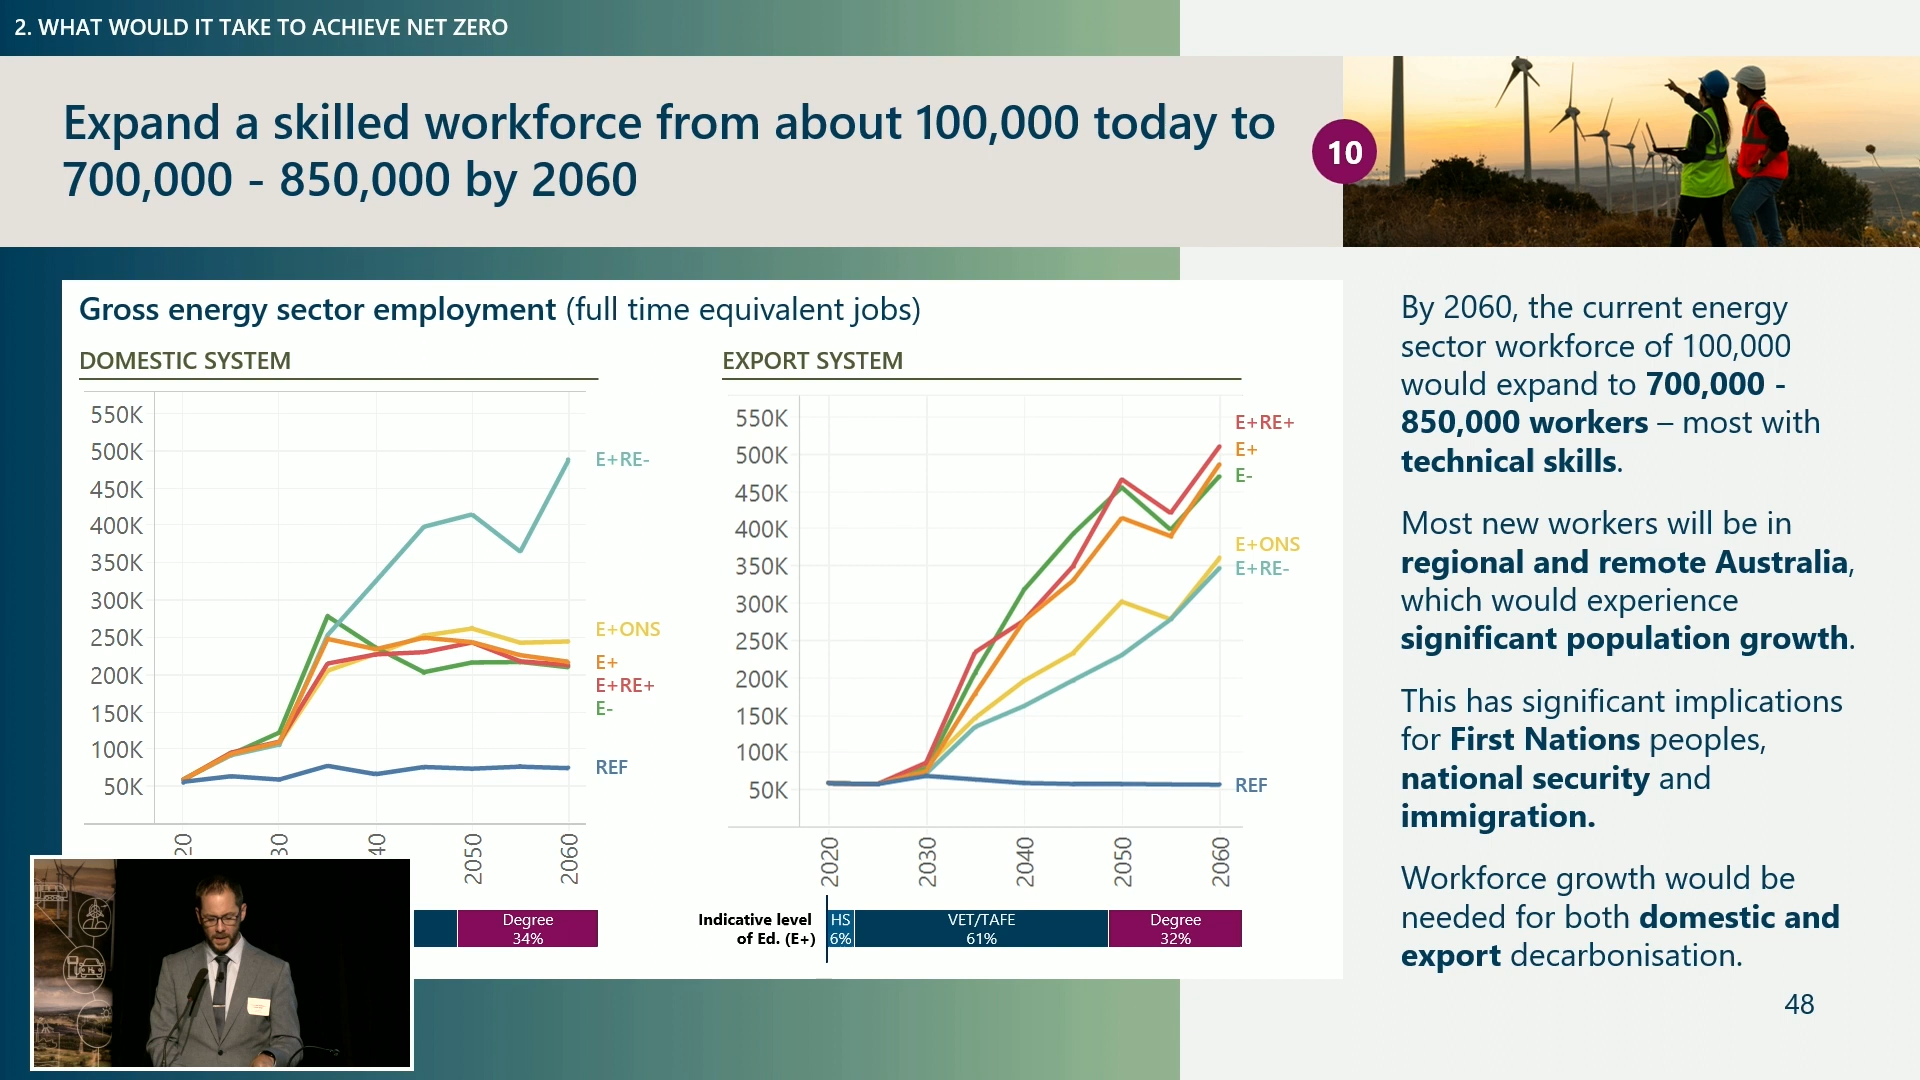 2. WHAT WOULD IT TAKE TO ACHIEVE NET ZERO
Expand a skilled workforce from about 100,000 today to
700,000 - 850,000 by 2060
10
Gross energy sector employment (full time equivalent jobs)
DOMESTIC SYSTEM
550K
500K
450K
400K
350K
300K
250K
200K
150K
100K
50K
E+RE-
E+ONS
E+
E+RE+
E-
REF
20
30
40
2050
2060
Degree
34%
EXPORT SYSTEM
550K
500K
450K
400K
350K
300K
250K
200K
150K
100K
50K
E+RE+
E+
E-
E+ONS
E+RE-
REF
2020
2030
2040
2050
2060
Indicative level
of Ed. (E+)
HS
6%
VET/TAFE
61%
Degree
32%
By 2060, the current energy
sector workforce of 100,000
would expand to 700,000 -
850,000 workers – most with
technical skills.
Most new workers will be in
regional and remote Australia,
which would experience
significant population growth.
This has significant implications
for First Nations peoples,
national security and
immigration.
Workforce growth would be
needed for both domestic and
export decarbonisation.
48